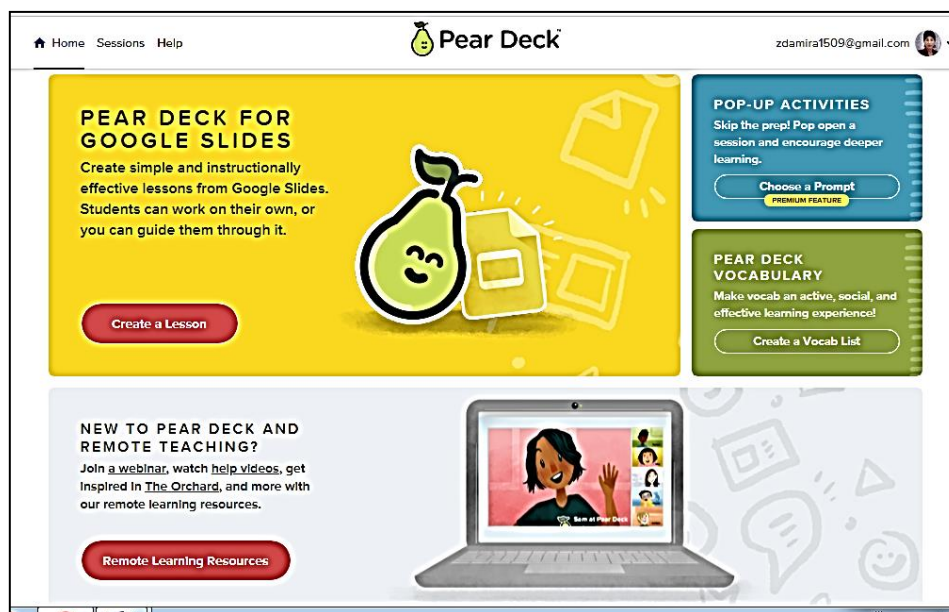 Home Sessions Help
Pear Deck™
zdamira1509@gmail.com
PEAR DECK FOR
GOOGLE SLIDES
Create simple and instructionally
effective lessons from Google Slides.
Students can work on their own, or
you can guide them through it.
Create a Lesson
POP-UP ACTIVITIES
Skip the prep! Pop open a
session and encourage deeper
learning.
Choose a Prompt
PREMIUM FEATURE
PEAR DECK
VOCABULARY
Make vocab an active, social, and
effective learning experience!
Create a Vocab List
NEW TO PEAR DECK AND
REMOTE TEACHING?
Join a webinar, watch help videos, get
inspired in The Orchard, and more with
our remote learning resources.
Remote Learning Resources
Sam at Pear Deck